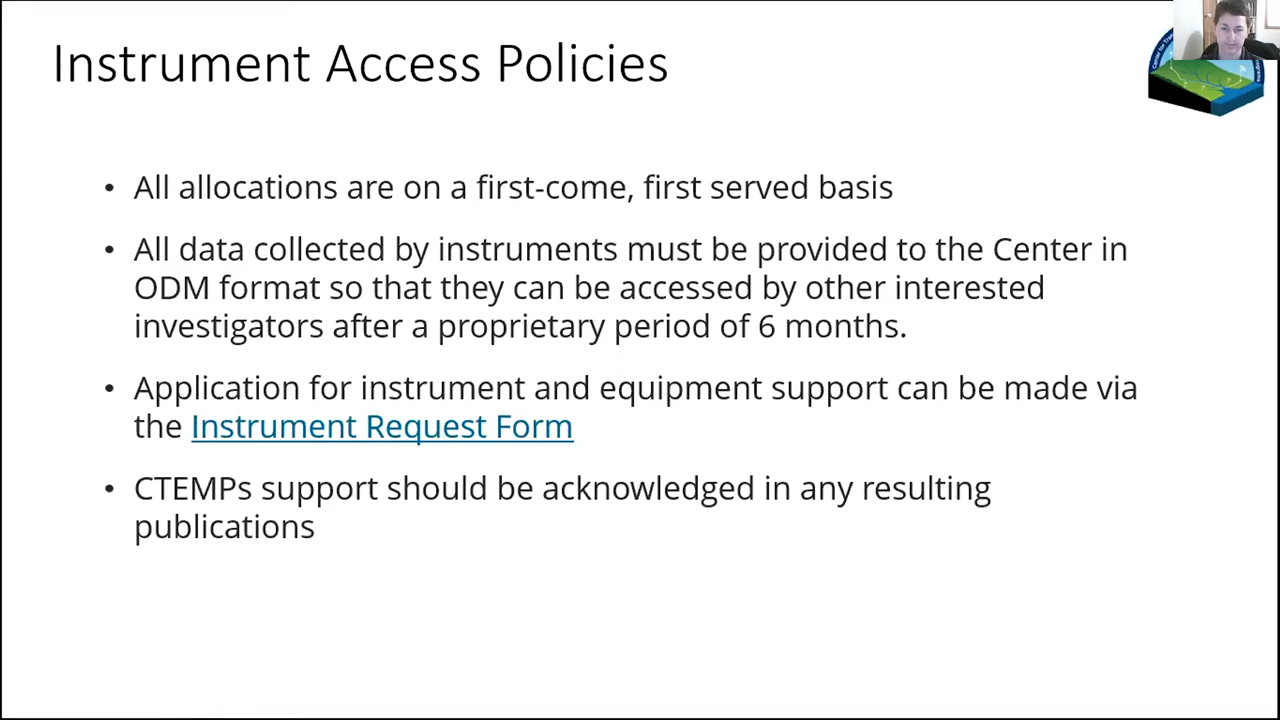 Instrument Access Policies
• All allocations are on a first-come, first served basis
• All data collected by instruments must be provided to the Center in
ODM format so that they can be accessed by other interested
investigators after a proprietary period of 6 months.
• Application for instrument and equipment support can be made via
the Instrument Request Form
• CTEMPs support should be acknowledged in any resulting
publications
Center for